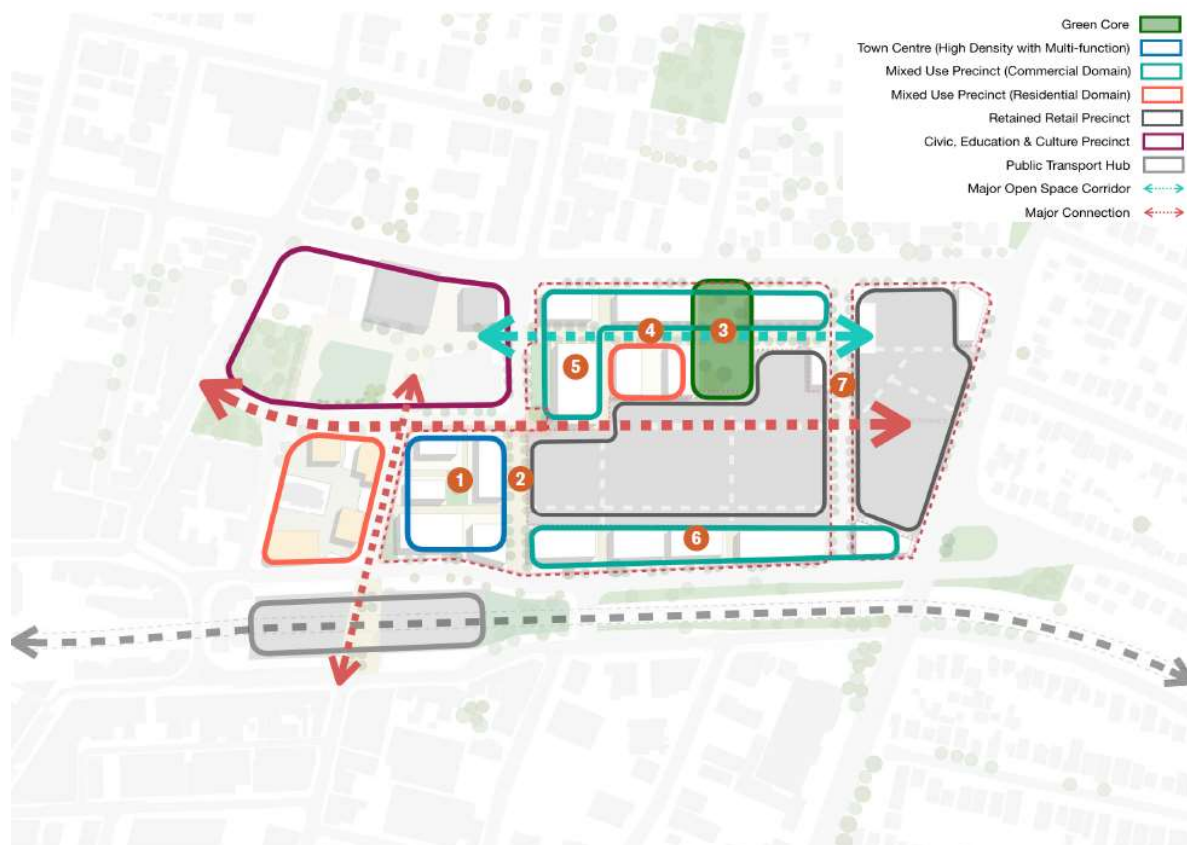 Green Core
Town Centre (High Density with Multi-function)
Mixed Use Precinct (Commercial Domain)
Mixed Use Precinct (Residential Domain)
Retained Retail Precinct
Civic, Education & Culture Precinct
Public Transport Hub
Major Open Space Corridor
Major Connection
4
3
5
7
1
2
6